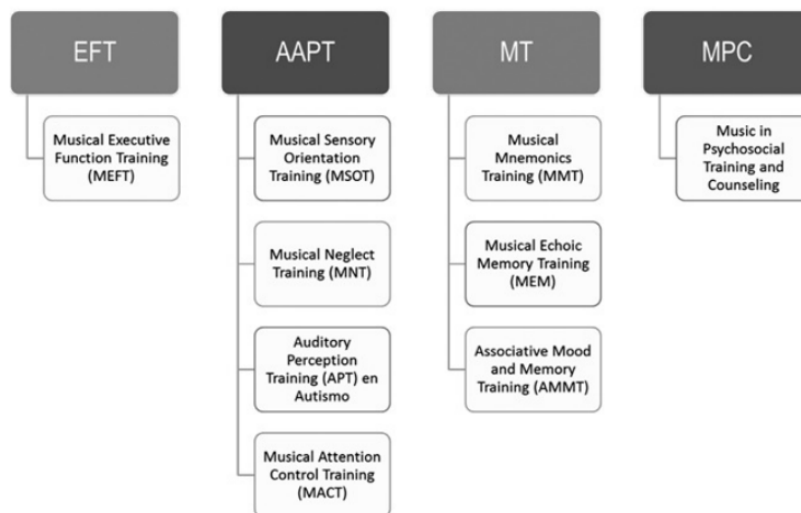 EFT
Musical Executive
Function Training
(MEFT)
AAPT
Musical Sensory
Orientation
Training (MSOT)
Musical Neglect
Training (MNT)
Auditory
Perception
Training (APT) en
Autismo
Musical Attention
Control Training
(MACT)
MT
Musical
Mnemonics
Training (MMT)
Musical Echoic
Memory Training
(MEM)
Associative Mood
and Memory
Training (AMMT)
MPC
Music in
Psychosocial
Training and
Counseling